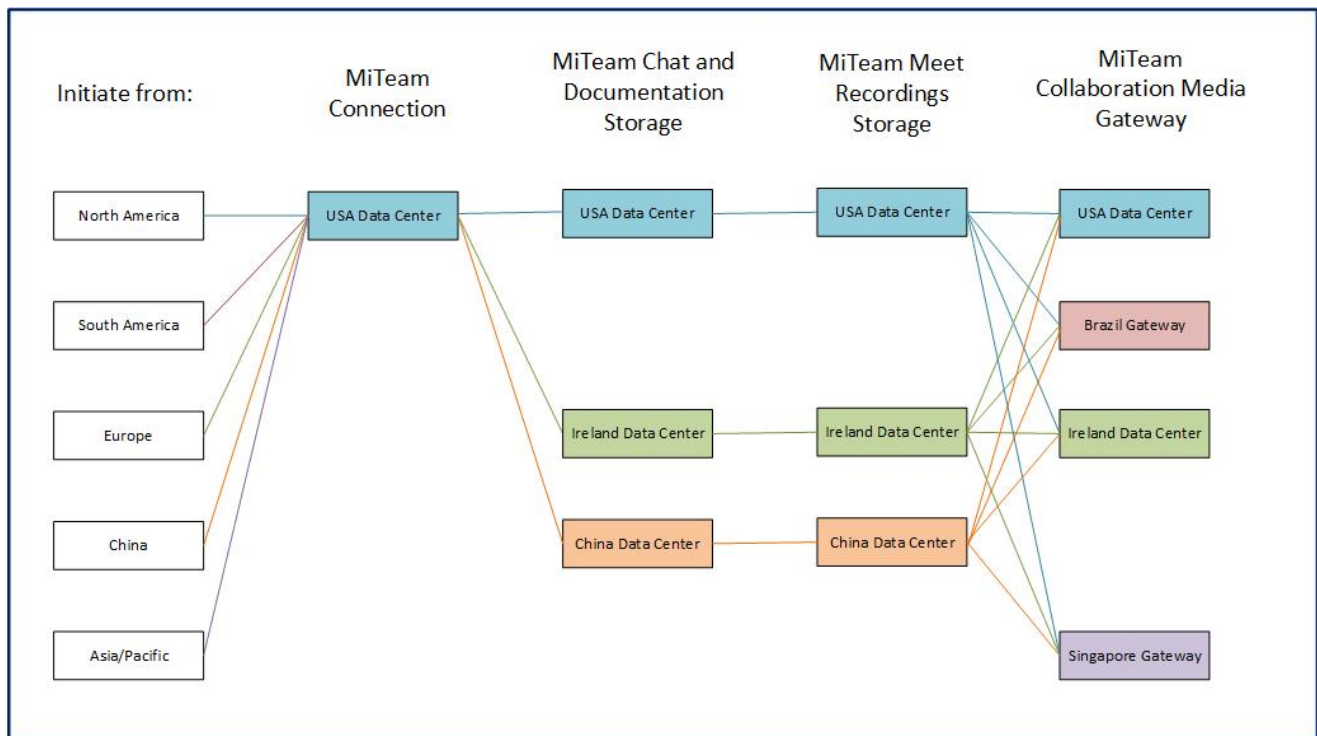 Initiate from:
MiTeam
Connection
MiTeam Chat and
Documentation
Storage
MiTeam Meet
Recordings
Storage
MiTeam
Collaboration Media
Gateway
North America
USA Data Center
USA Data Center
USA Data Center
USA Data Center
South America
Brazil Gateway
Europe
Ireland Data Center
Ireland Data Center
Ireland Data Center
China
China Data Center
China Data Center
Asia/Pacific
Singapore Gateway